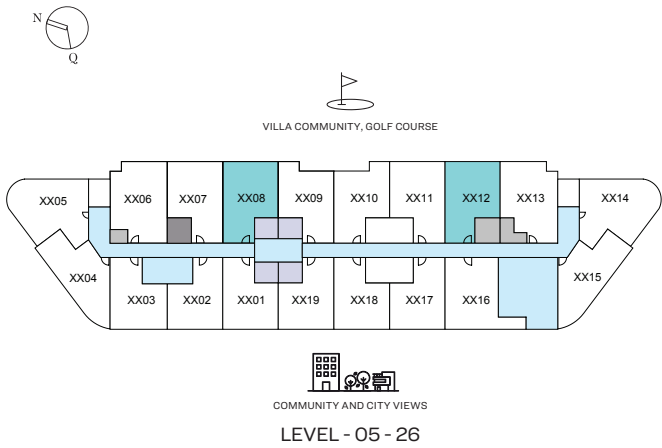 N
Q
VILLA COMMUNITY, GOLF COURSE
XX05
XX06
XX07
XX08
XX09
XX10
XX11
XX12
XX13
XX14
XX04
XX03
XX02
XX01
XX19
XX18
XX17
XX16
XX15
COMMUNITY AND CITY VIEWS
LEVEL - 05 - 26